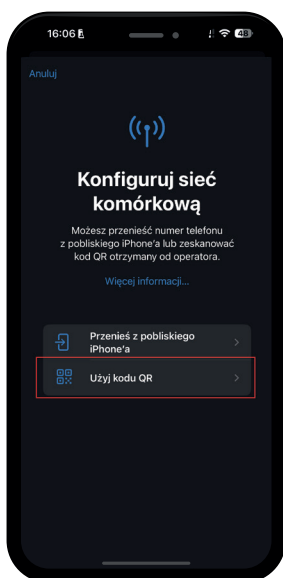 16:06
48
Anuluj
Konfiguruj sieć
komórkową
Możesz przenieść numer telefonu
z pobliskiego iPhone'a lub zeskanować
kod QR otrzymany od operatora.
Więcej informacji...
Przenieś z pobliskiego
iPhone'a
Użyj kodu QR